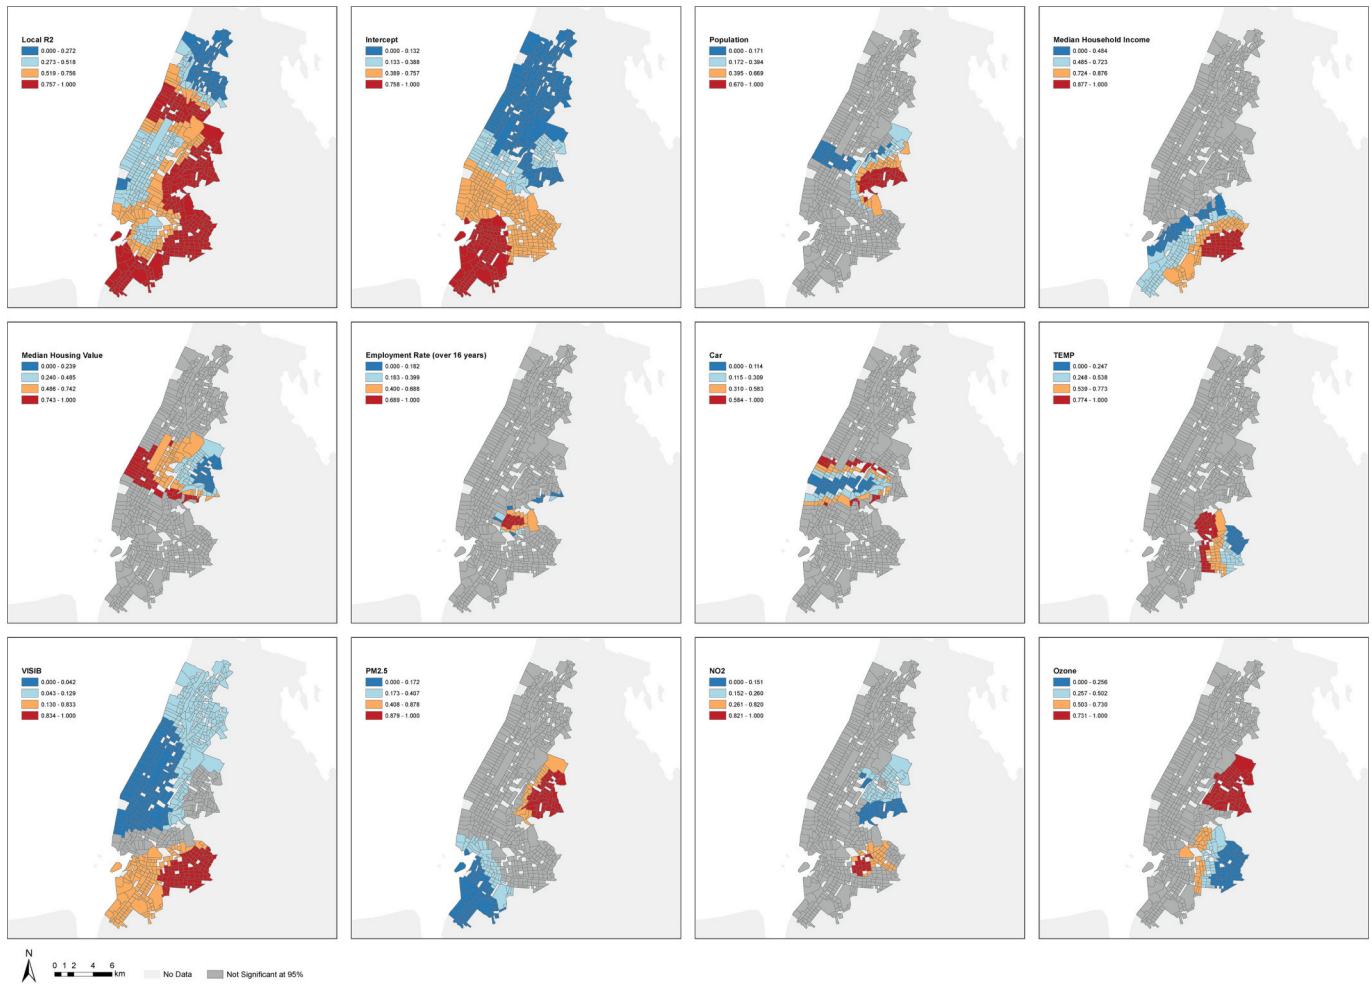 Local R2
0.000 - 0.272
0.273 - 0.518
0.519 - 0.756
0.757 - 1.000
Intercept
0.000 - 0.132
0.133 - 0.388
0.389 - 0.757
0.758 - 1.000
Population
0.000 - 0.171
0.172 - 0.394
0.395 - 0.669
0.670 - 1.000
Median Household Income
0.000 - 0.484
0.485 - 0.723
0.724 - 0.876
0.877 - 1.000
Median Housing Value
0.000 - 0.239
0.240 - 0.485
0.486 - 0.742
0.743 - 1.000
Employment Rate (over 16 years)
0.000 - 0.182
0.183 - 0.399
0.400 - 0.688
0.689 - 1.000
Car
0.000 - 0.114
0.115 - 0.309
0.310 - 0.583
0.584 - 1.000
TEMP
0.000 - 0.247
0.248 - 0.538
0.539 - 0.773
0.774 - 1.000
VISIB
0.000 - 0.042
0.043 - 0.129
0.130 - 0.833
0.834 - 1.000
PM2.5
0.000 - 0.172
0.173 - 0.407
0.408 - 0.878
0.879 - 1.000
NO2
0.000 - 0.151
0.152 - 0.260
0.261 - 0.820
0.821 - 1.000
Ozone
0.000 - 0.256
0.257 - 0.502
0.503 - 0.730
0.731 - 1.000
N
0 1 2 4 6
km
No Data
Not Significant at 95%